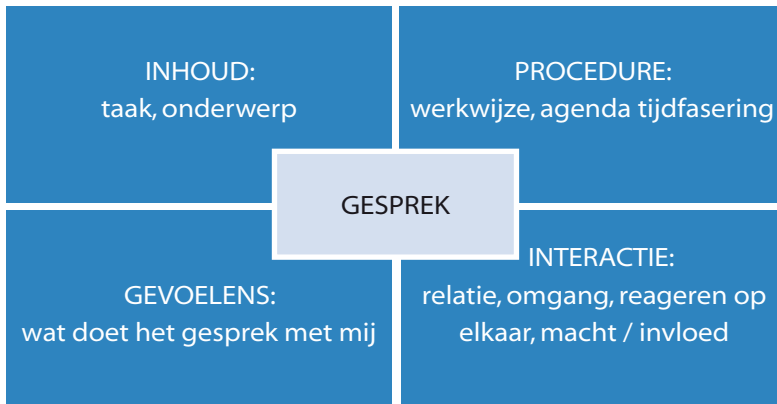 INHOUD:
taak, onderwerp
PROCEDURE:
werkwijze, agenda tijdfasering
GESPREK
GEVOELENS:
wat doet het gesprek met mij
INTERACTIE:
relatie, omgang, reageren op
elkaar, macht / invloed